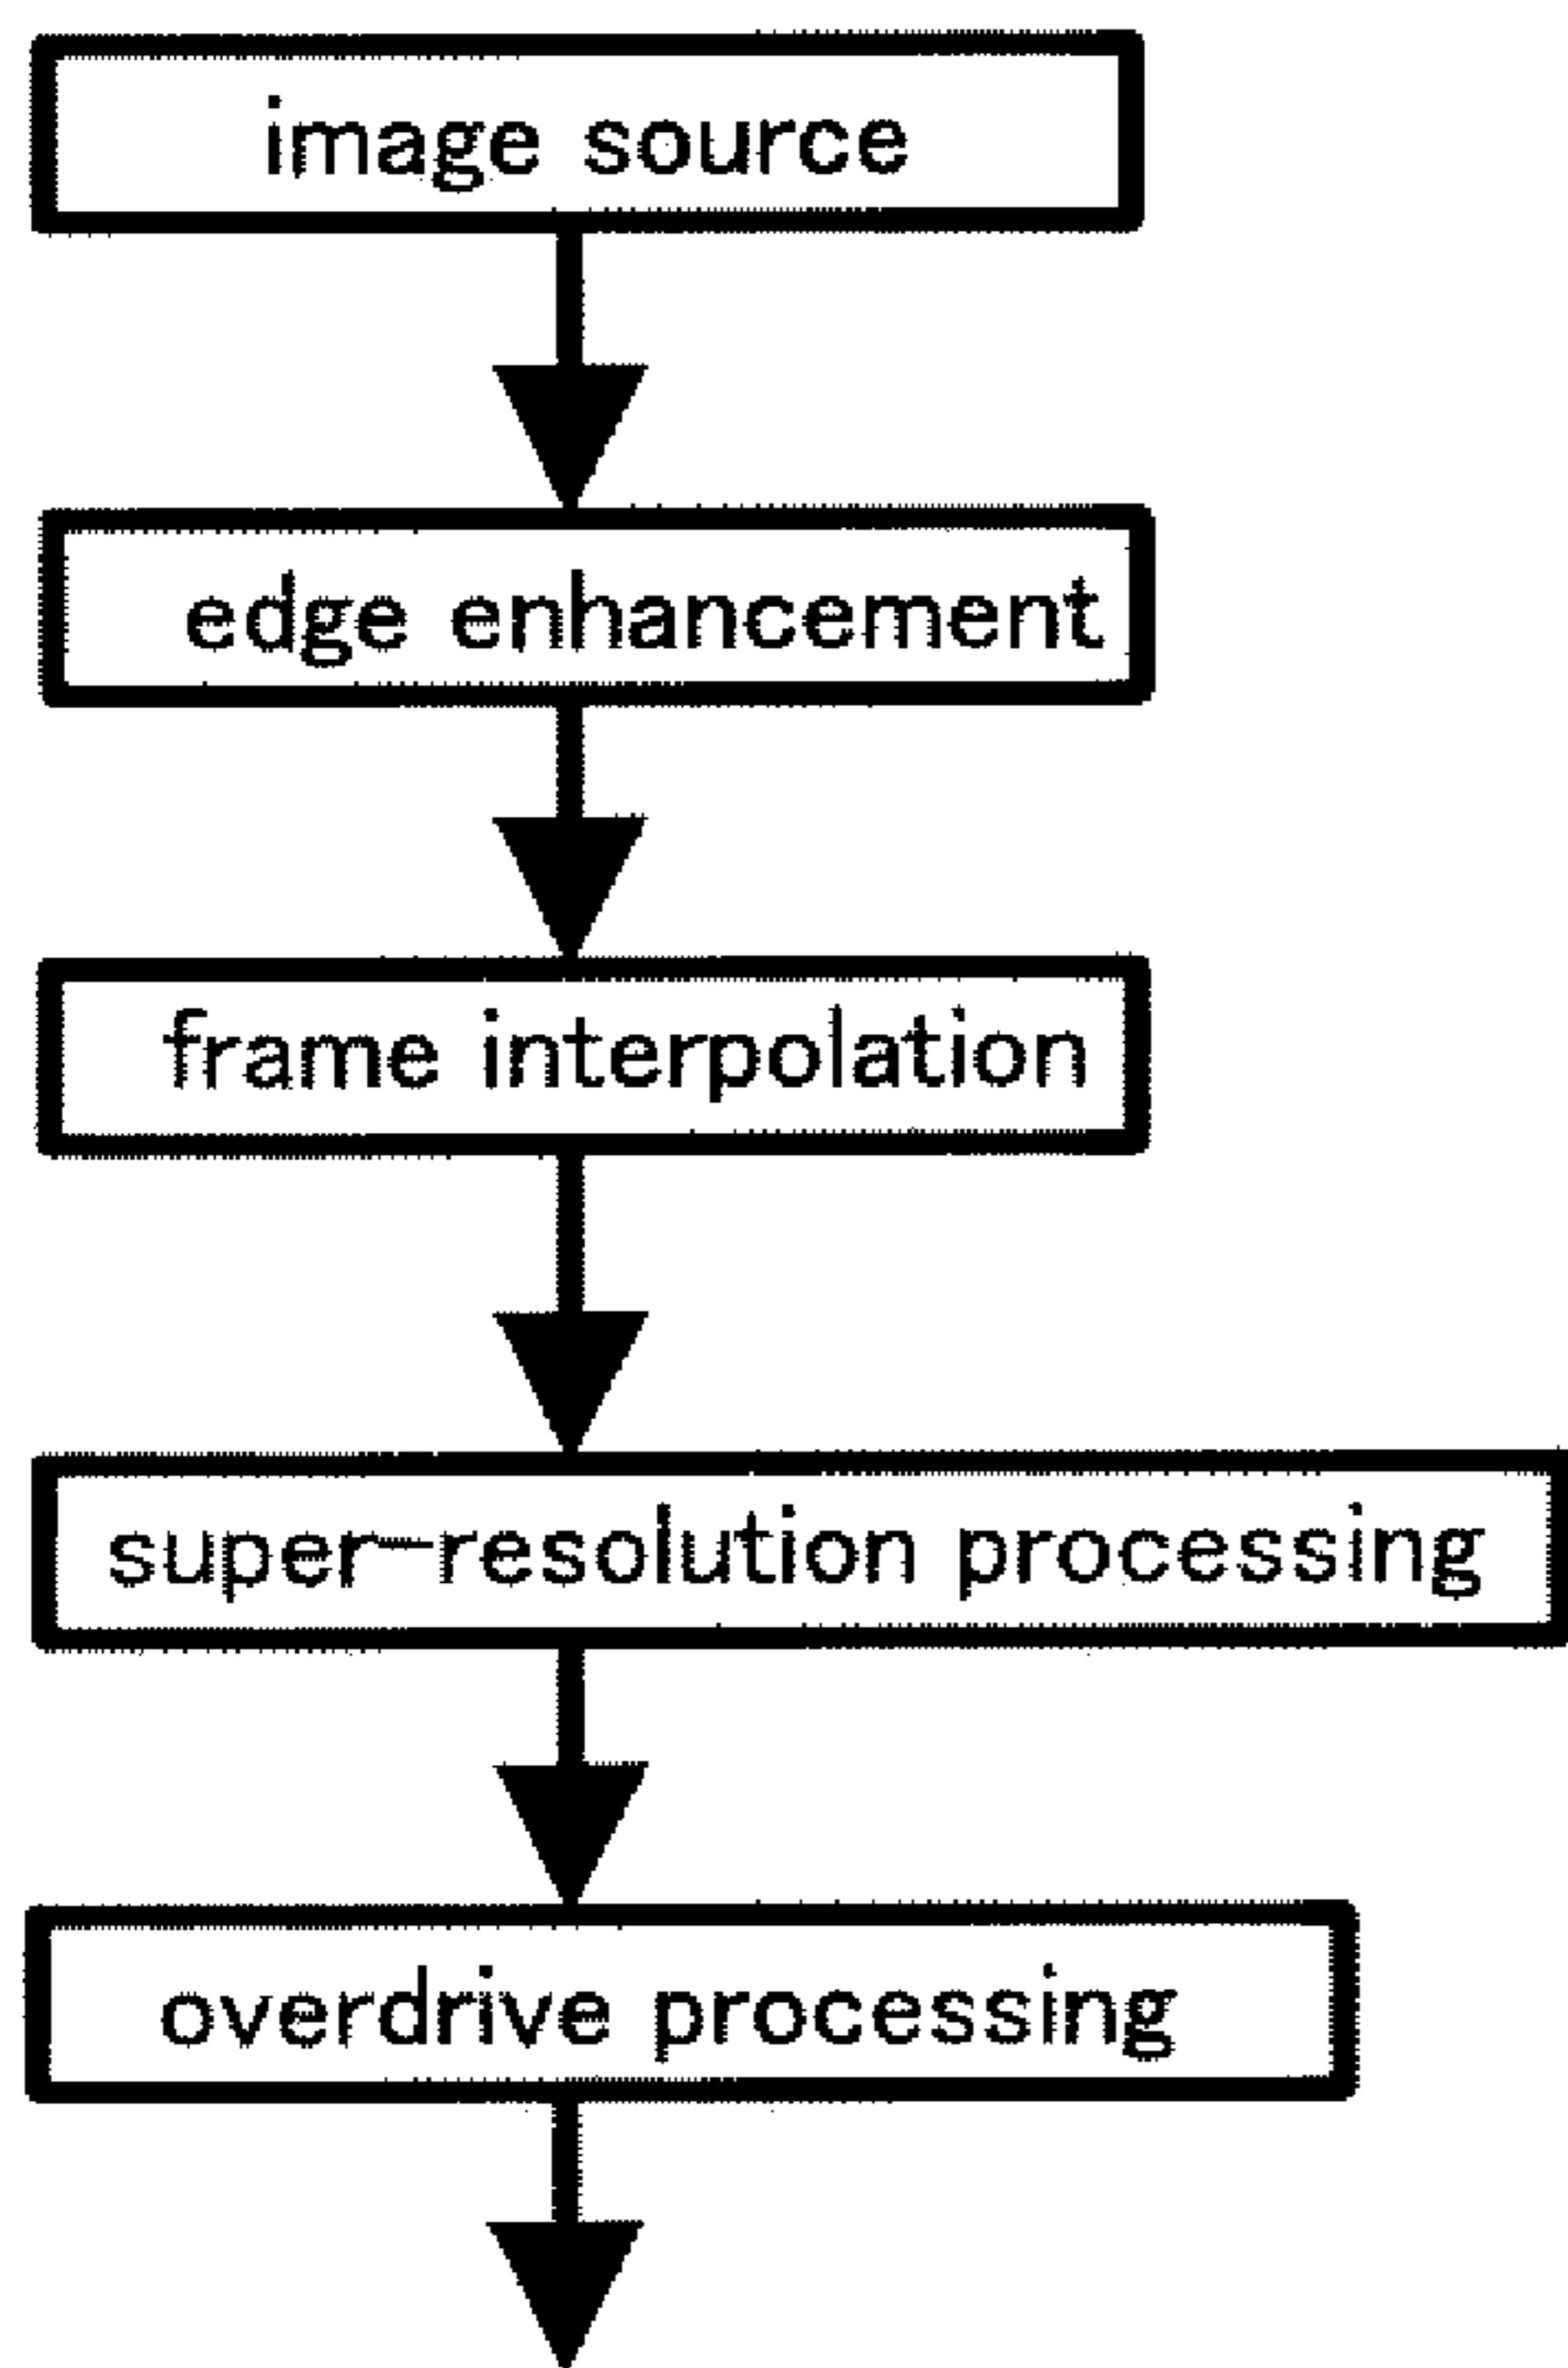 image source
edge enhancement
frame interpolation
super-resolution processing
overdrive processing